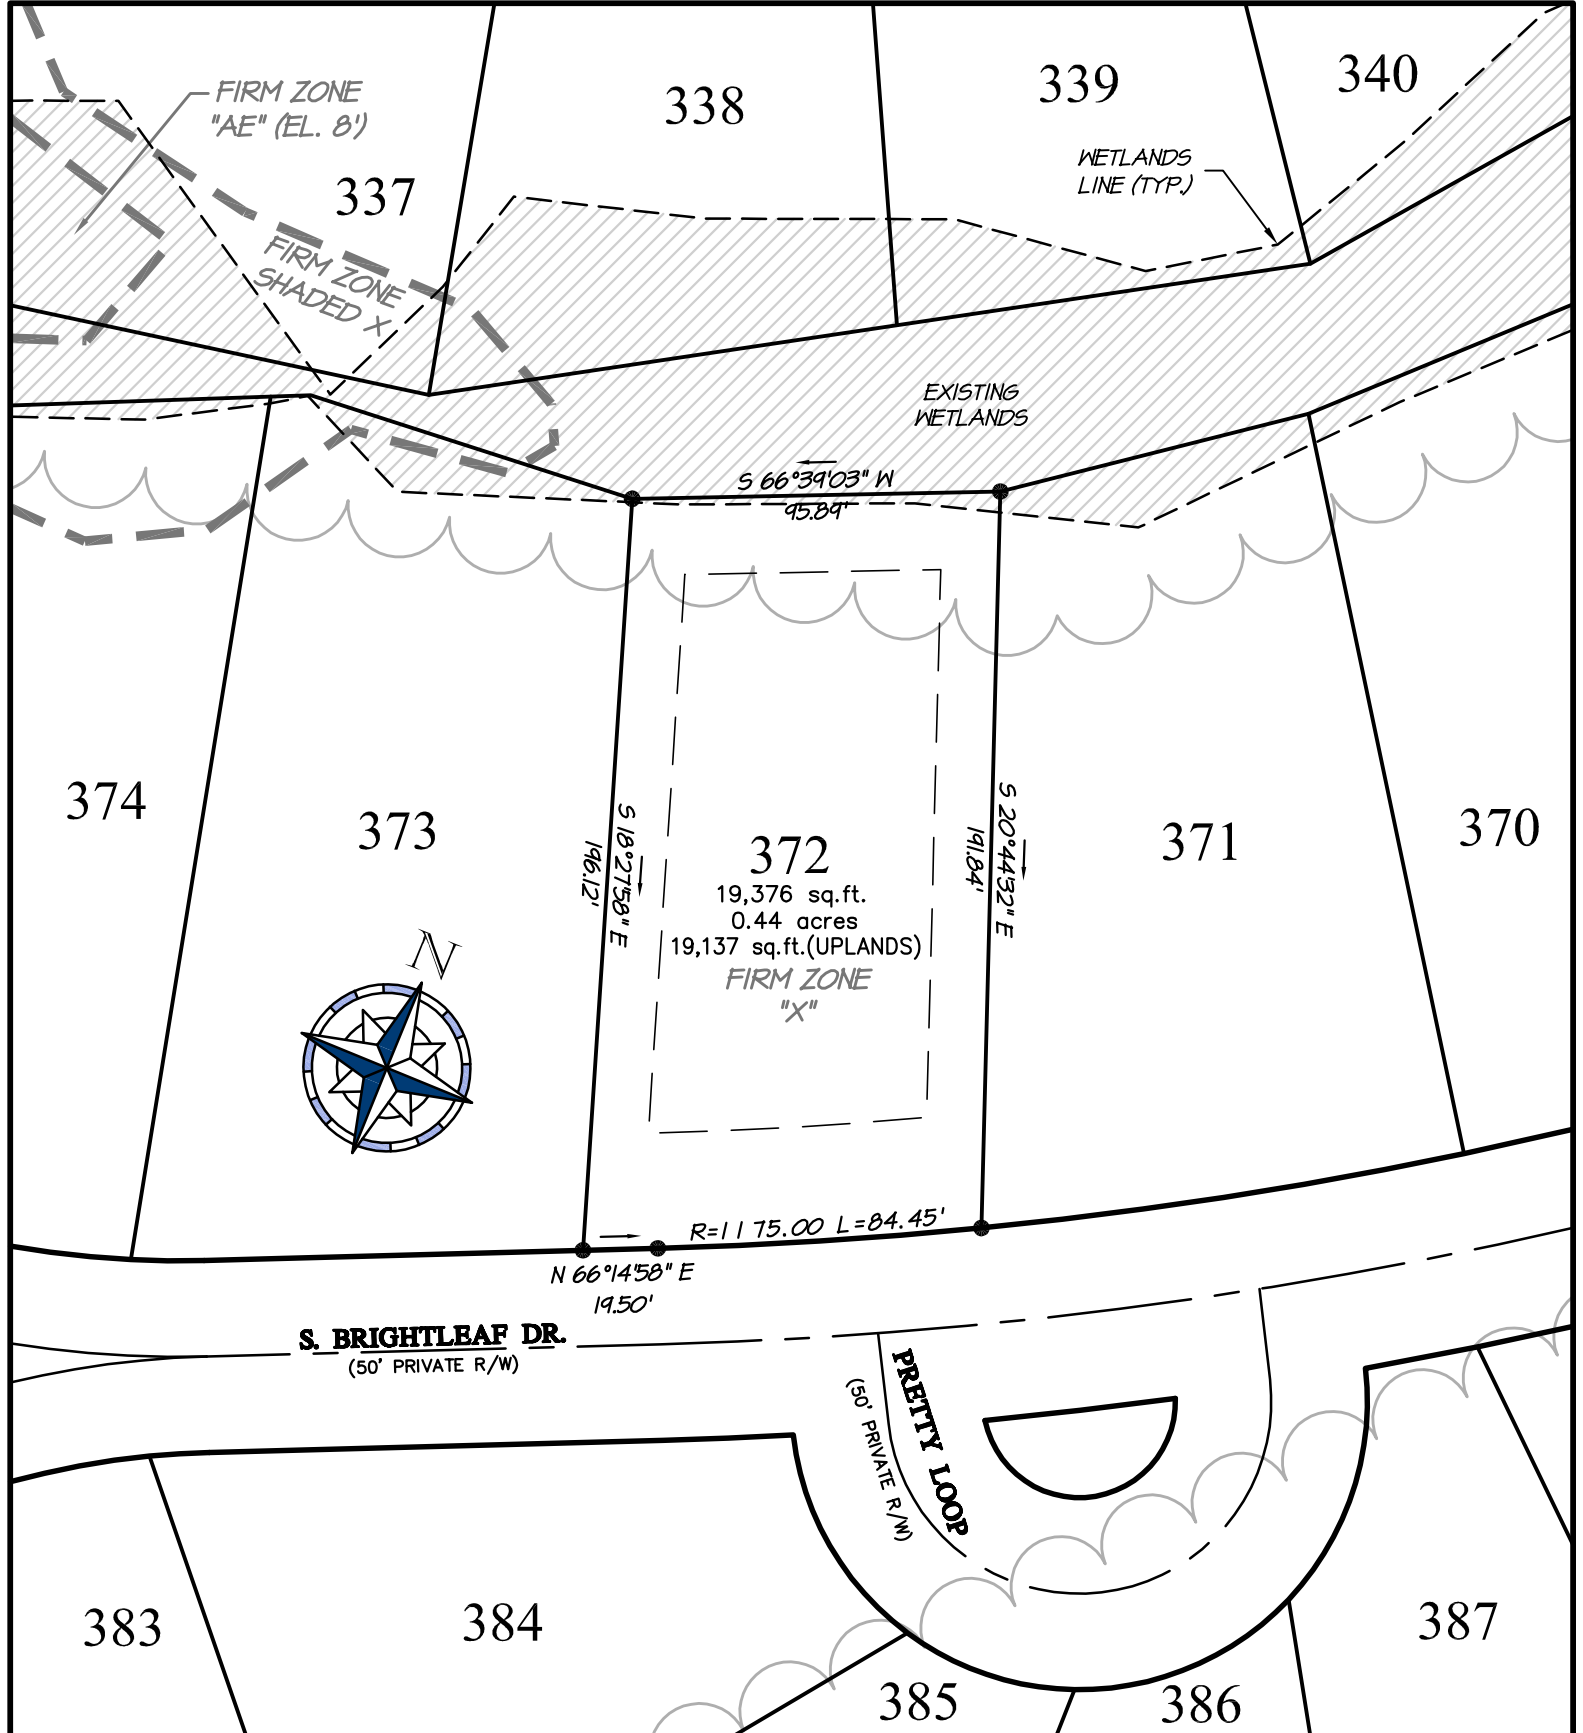 340
339
338
FIRM ZONE
"AE" (EL. 8')
WETLANDS
LINE (TYP.)
337
FIRM ZONE
SHADED X
EXISTING
WETLANDS
S 66°39'03" W
95.89'
374
373
S 18°27'58" E
196.12'
372
19,376 sq.ft.
0.44 acres
19,137 sq.ft.(UPLANDS)
FIRM ZONE
"X"
S 20°44'32" E
191.84'
371
370
N
R=1175.00 L=84.45'
N 66°14'58" E
19.50'
S. BRIGHTLEAF DR.
(50' PRIVATE R/W)
PRETTY LOOP
(50' PRIVATE R/W)
383
384
385
386
387